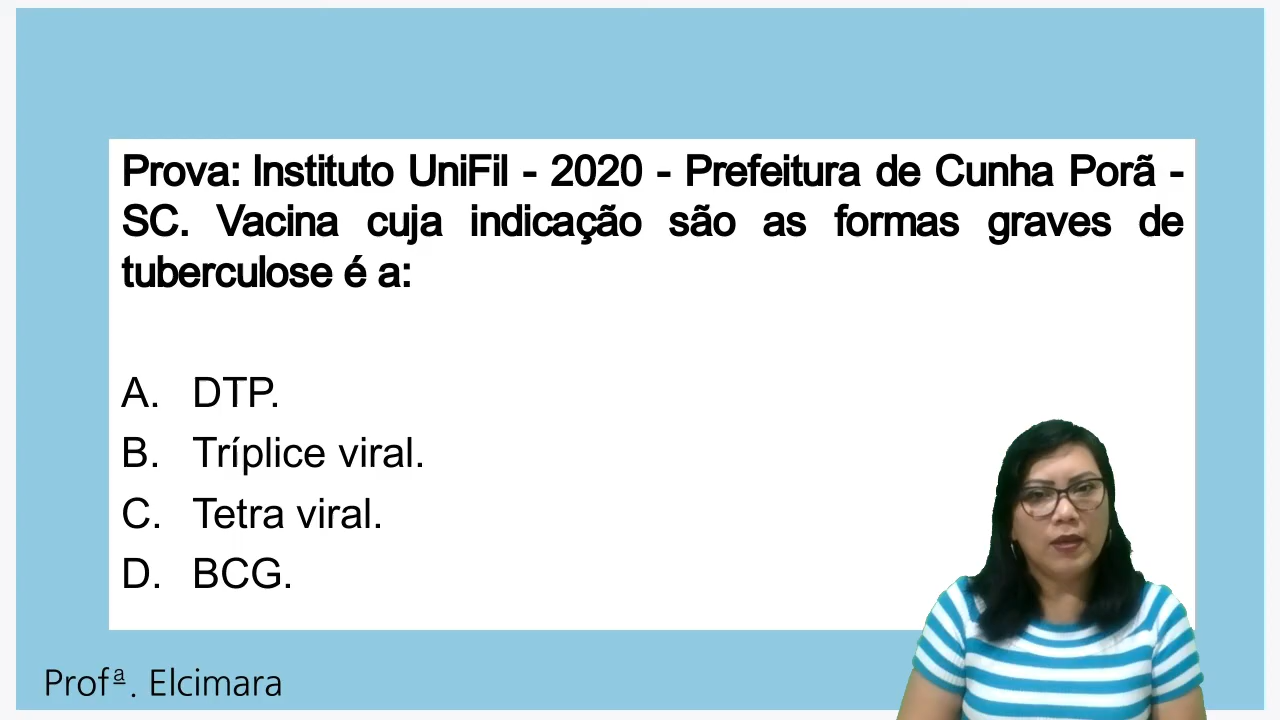 Prova: Instituto UniFil - 2020 - Prefeitura de Cunha Porã -
SC. Vacina cuja indicação são as formas graves de
tuberculose é a:
A. DTP.
B. Tríplice viral.
C. Tetra viral.
D. BCG.
Profª. Elcimara